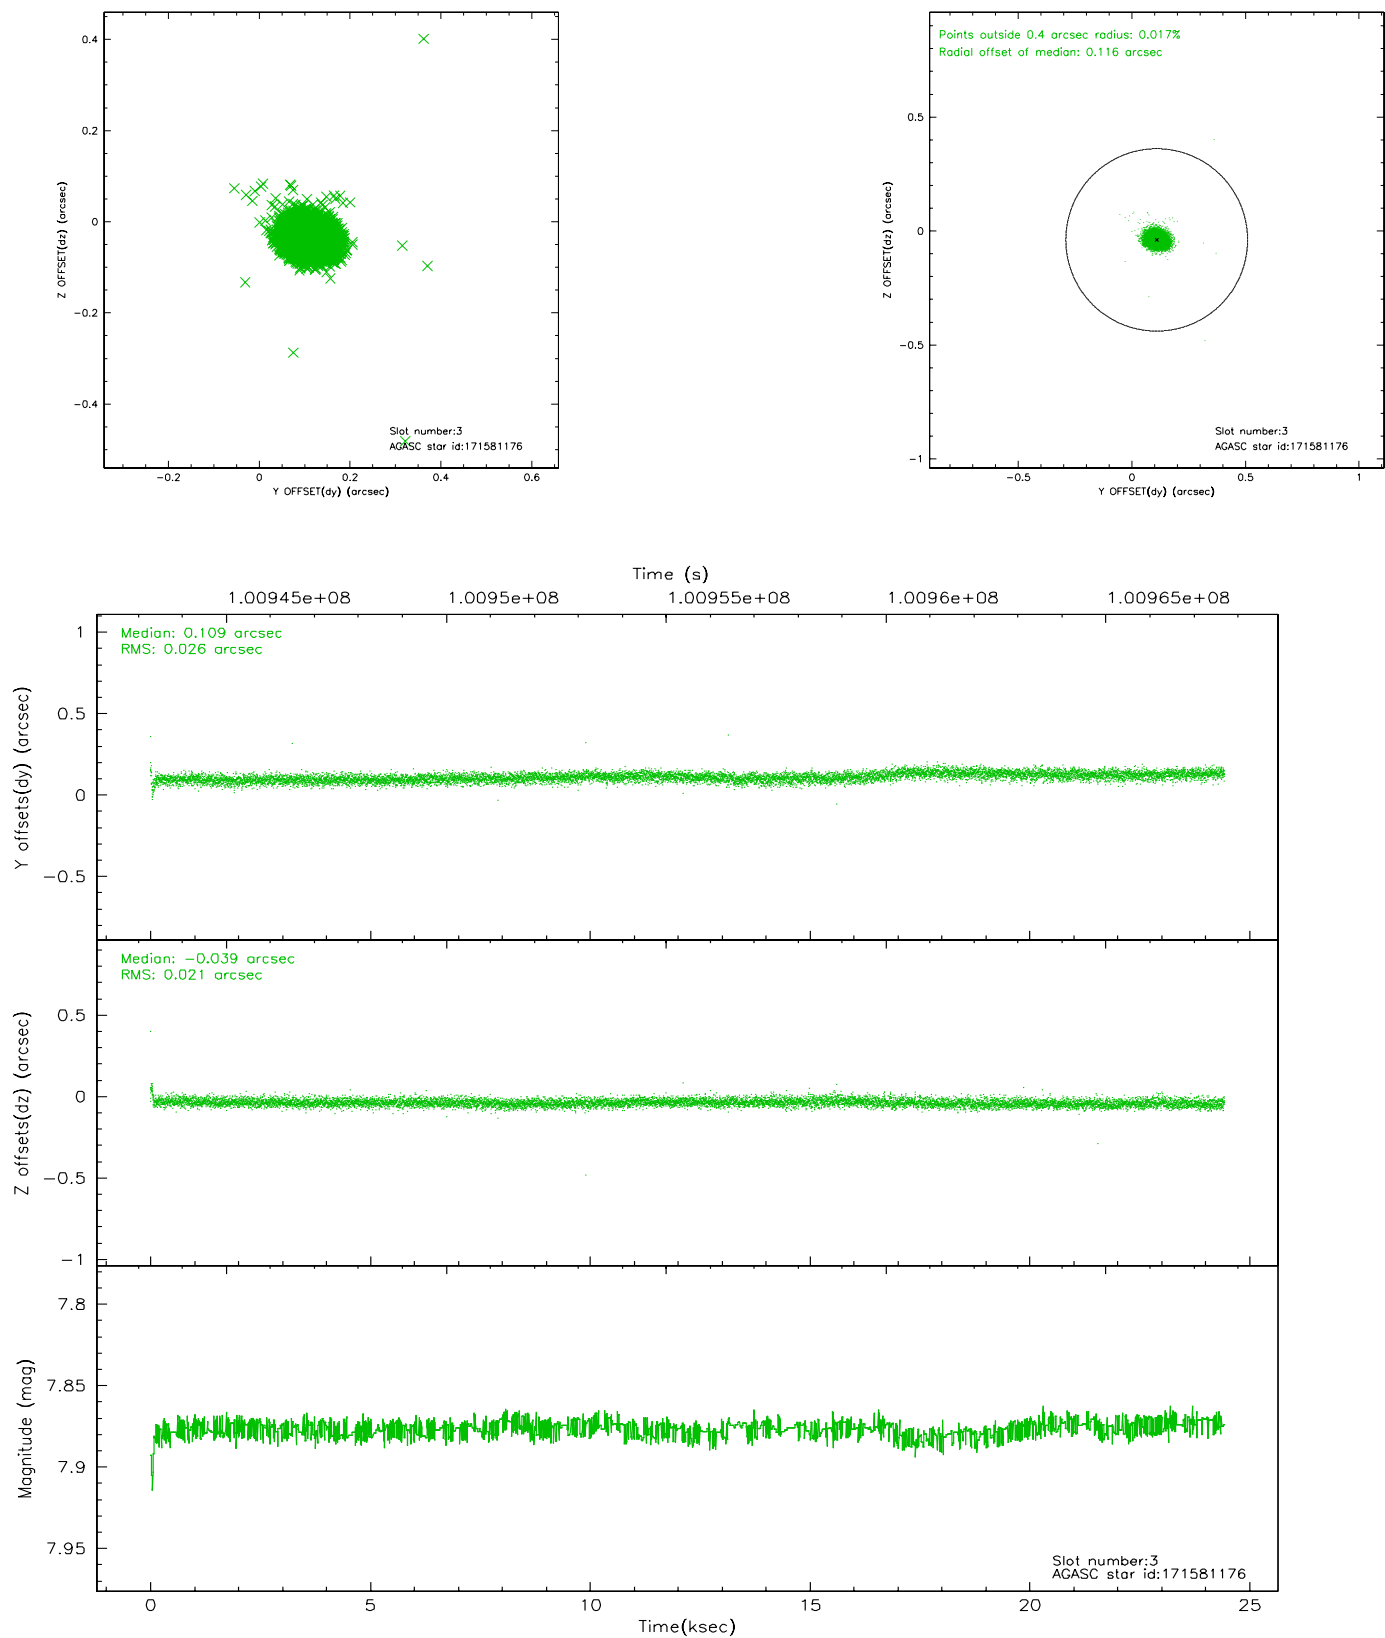 0.4
0.2
0
−0.2
−0.4
Z OFFSET(dz) (arcsec)
−0.2 0 0.2 0.4 0.6
Y OFFSET(dy) (arcsec)
Slot number:3
AGASC star id:171581176
Points outside 0.4 arcsec radius: 0.017%
Radial offset of median: 0.116 arcsec
0.5
0
−0.5
−1
Z OFFSET(dz) (arcsec)
−0.5 0 0.5 1
Y OFFSET(dy) (arcsec)
Slot number:3
AGASC star id:171581176
Time (s)
1.00945e+08 1.0095e+08 1.00955e+08 1.0096e+08 1.00965e+08
Median: 0.109 arcsec
RMS: 0.026 arcsec
1
0.5
0
−0.5
Y offsets(dy) (arcsec)
Median: −0.039 arcsec
RMS: 0.021 arcsec
0.5
0
−0.5
−1
Z offsets(dz) (arcsec)
7.8
7.85
7.9
7.95
Magnitude (mag)
Slot number:3
AGASC star id:171581176
0 5 10 15 20 25
Time(ksec)